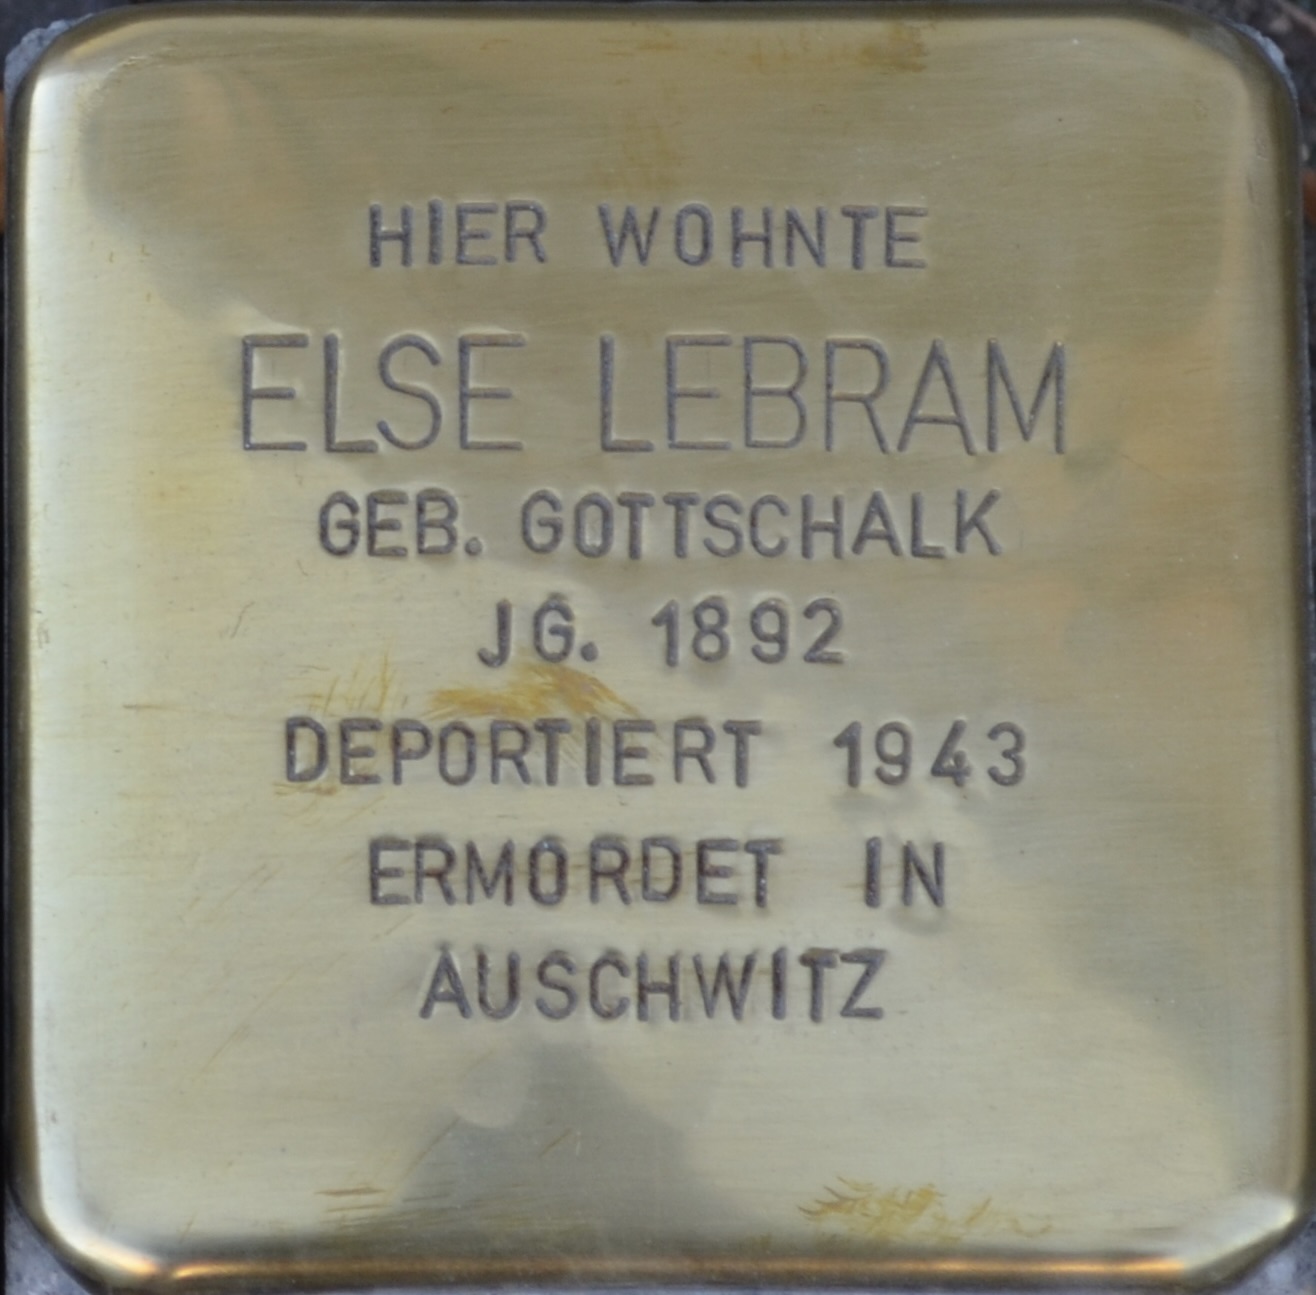 HIER WOHNTE
ELSE LEBRAM
GEB. GOTTSCHALK
JG. 1892
DEPORTIERT 1943
ERMORDET IN
AUSCHWITZ